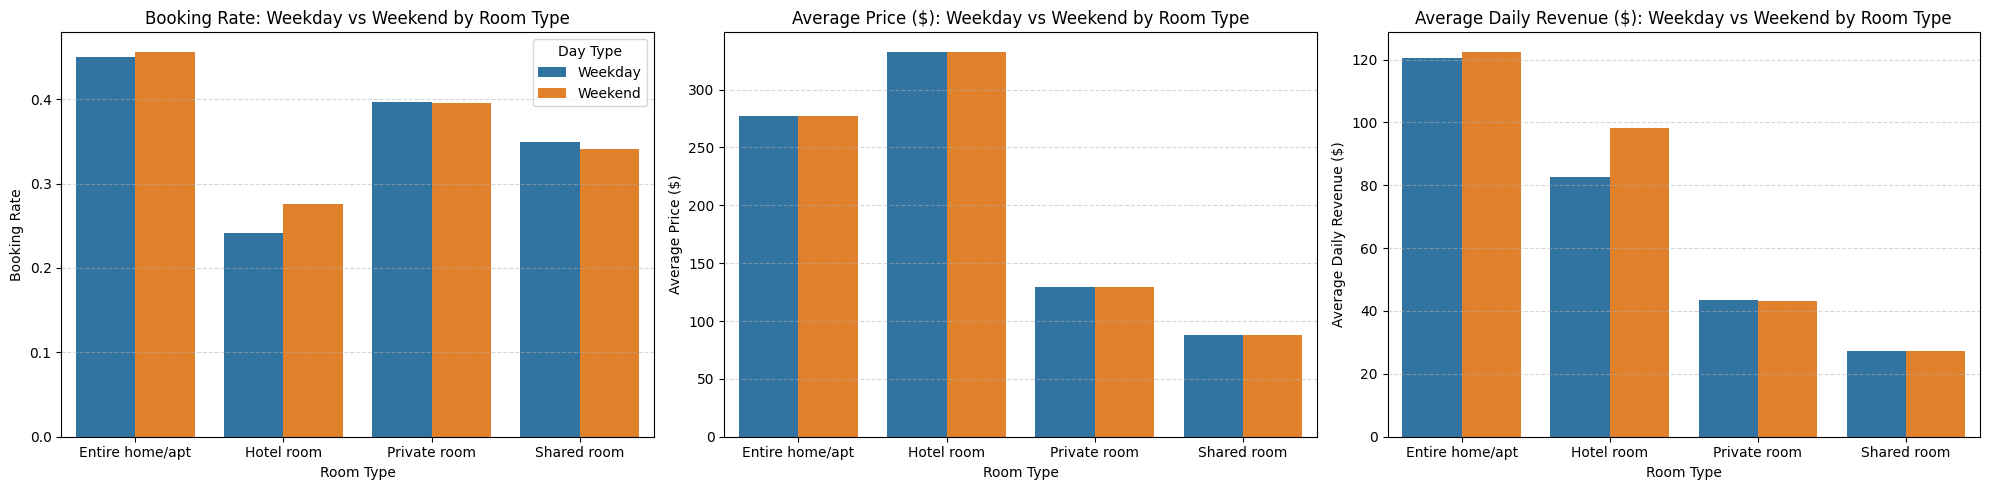 Booking Rate: Weekday vs Weekend by Room Type
Booking Rate
0.4
0.3
0.2
0.1
0.0
Day Type
Weekday
Weekend
Entire home/apt
Hotel room
Private room
Shared room
Room Type
Average Price ($): Weekday vs Weekend by Room Type
Average Price ($)
300
250
200
150
100
50
0
Entire home/apt
Hotel room
Private room
Shared room
Room Type
Average Daily Revenue ($): Weekday vs Weekend by Room Type
Average Daily Revenue ($)
120
100
80
60
40
20
0
Entire home/apt
Hotel room
Private room
Shared room
Room Type